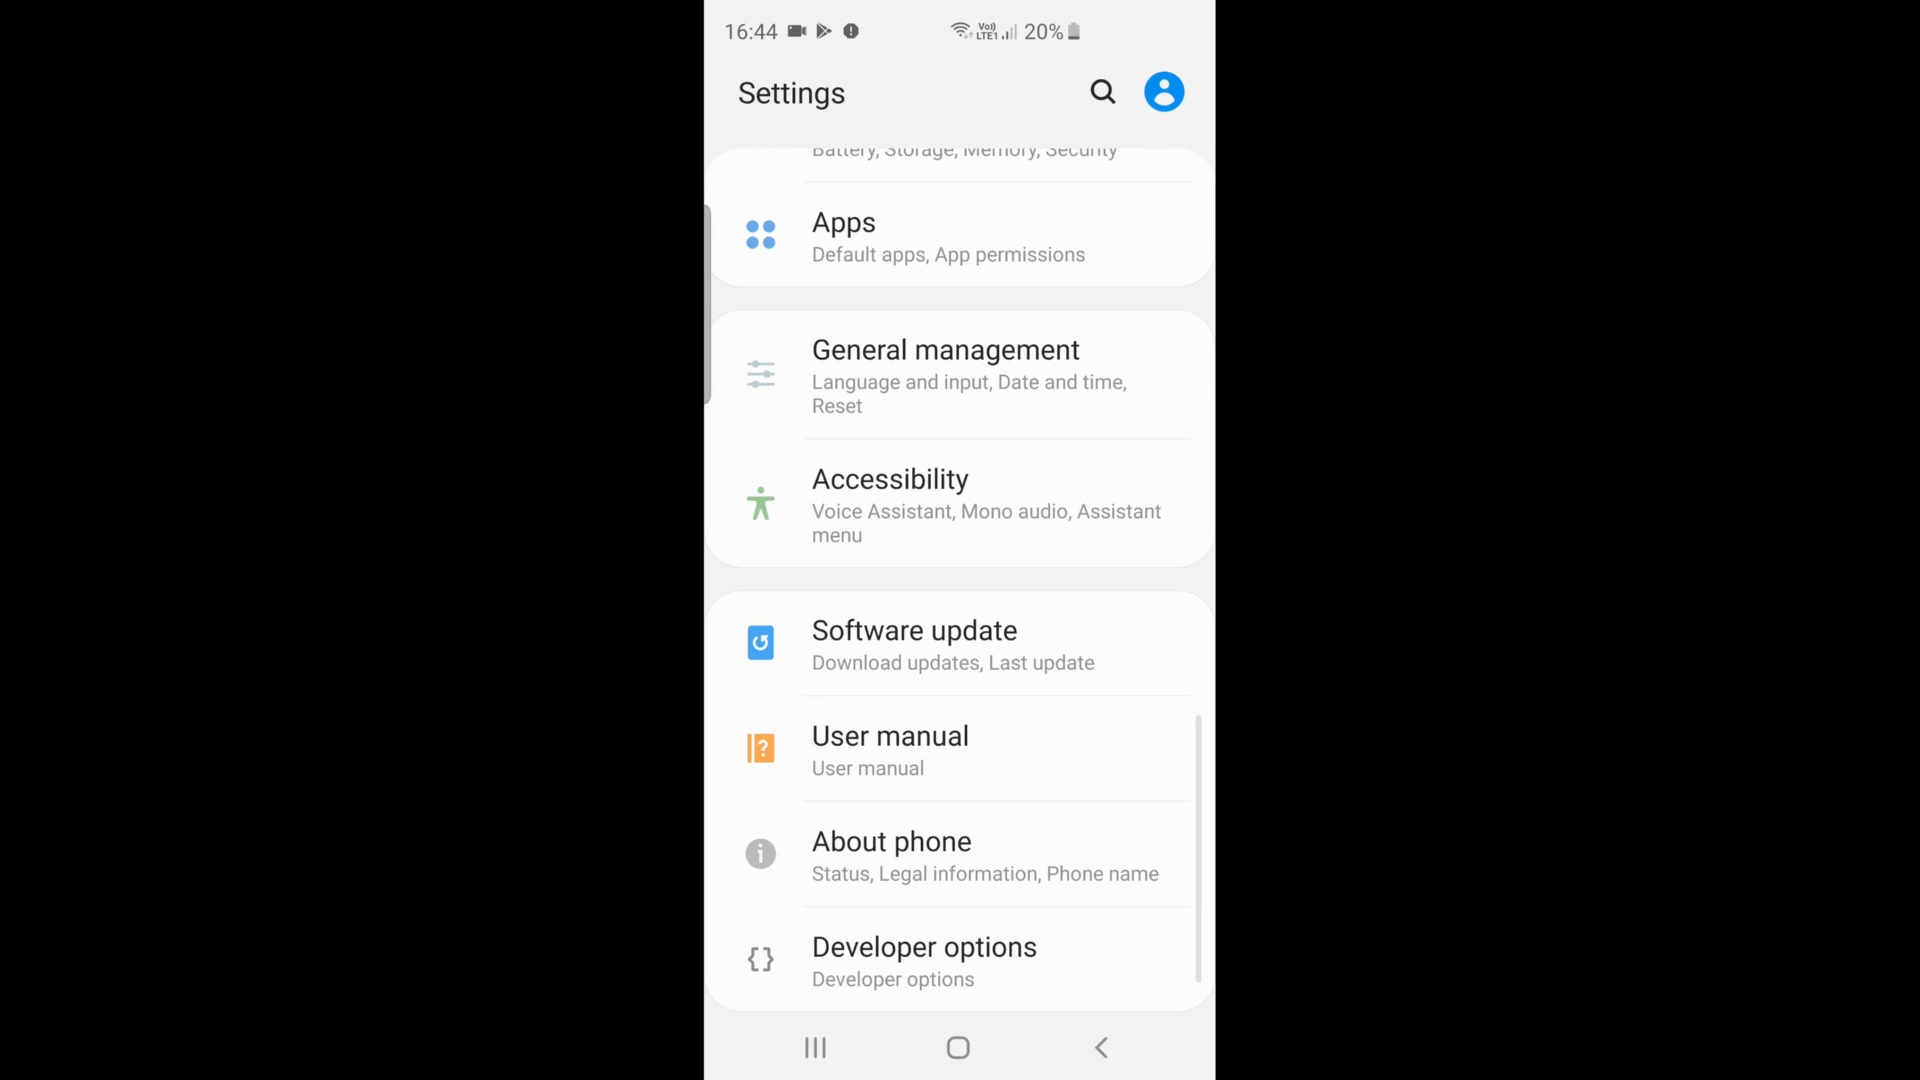 16:44 Vo)) LTE1 20%
Settings
Battery, Storage, Memory, Security
Apps
Default apps, App permissions
General management
Language and input, Date and time,
Reset
Accessibility
Voice Assistant, Mono audio, Assistant
menu
Software update
Download updates, Last update
User manual
User manual
About phone
Status, Legal information, Phone name
Developer options
Developer options